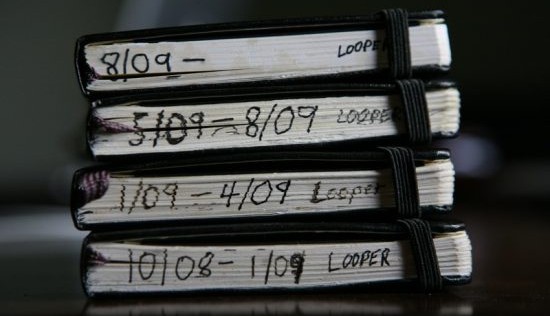 8/09 - LOOPER
5/09 - 8/09 LOOPER
1/09 - 4/09 Looper
10/08 - 1/09 LOOPER